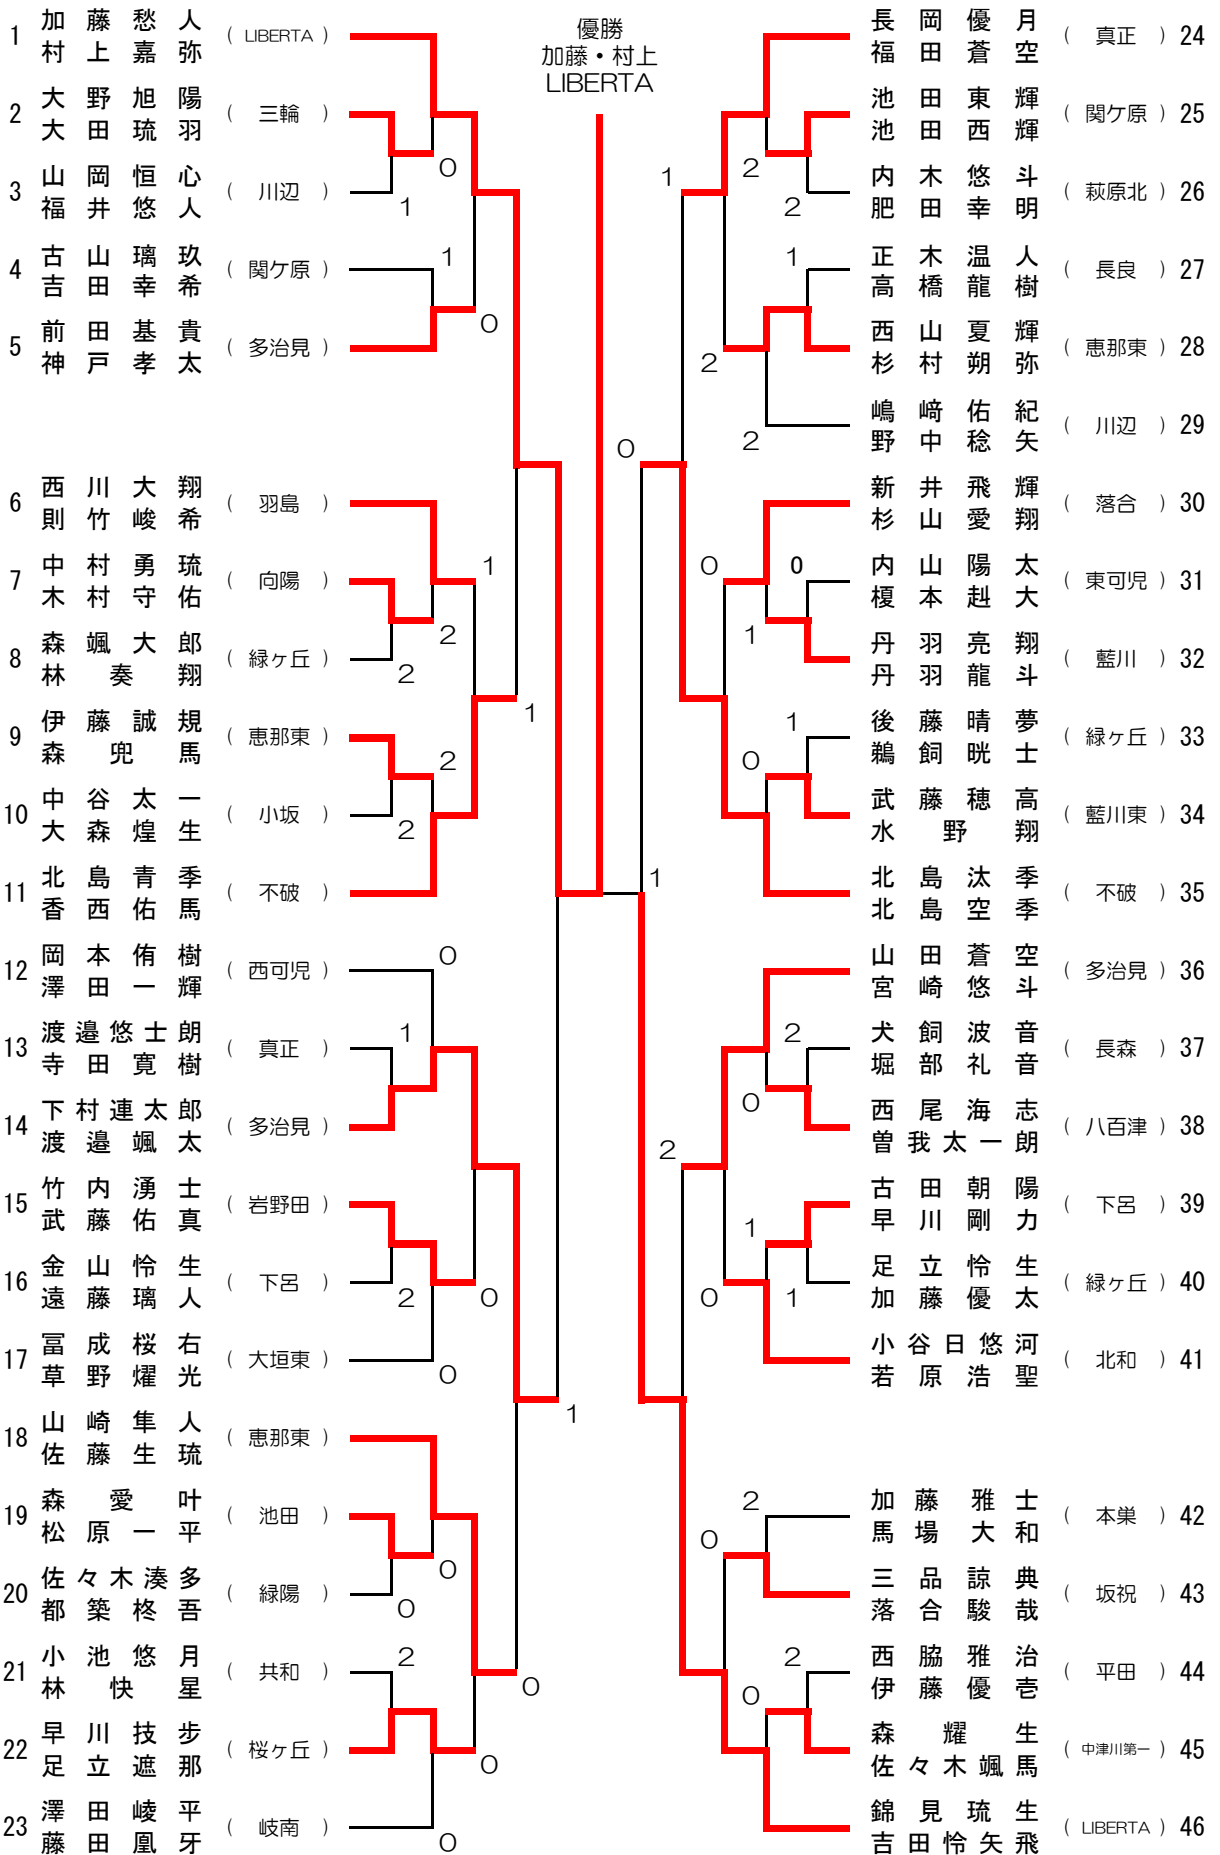 優勝
加藤・村上
LIBERTA
1 加藤愁人 村上嘉弥 ( LIBERTA )
2 大野旭陽 大田琉羽 ( 三輪 )
3 山岡恒心 福井悠人 ( 川辺 )
4 古山璃玖 吉田幸希 ( 関ケ原 )
5 前田基貴 神戸孝太 ( 多治見 )
6 西川大翔 則竹峻希 ( 羽島 )
7 中村勇琉 木村守佑 ( 向陽 )
8 森颯大郎 林奏翔 ( 緑ヶ丘 )
9 伊藤誠規 森兜馬 ( 恵那東 )
10 中谷太一 大森煌生 ( 小坂 )
11 北島青季 香西佑馬 ( 不破 )
12 岡本侑樹 澤田一輝 ( 西可児 )
13 渡邉悠士朗 寺田寛樹 ( 真正 )
14 下村連太郎 渡邉颯太 ( 多治見 )
15 竹内湧士 武藤佑真 ( 岩野田 )
16 金山怜生 遠藤璃人 ( 下呂 )
17 冨成桜右 草野燿光 ( 大垣東 )
18 山崎隼人 佐藤生琉 ( 恵那東 )
19 森愛叶 松原一平 ( 池田 )
20 佐々木湊多 都築柊吾 ( 緑陽 )
21 小池悠月 林快星 ( 共和 )
22 早川技歩 足立遮那 ( 桜ヶ丘 )
23 澤田崚平 藤田凰牙 ( 岐南 )
0
1
1
0
1
2
2
1
2
2
0
1
2
0
0
1
0
0
2
0
0
0
長岡優月 福田蒼空 ( 真正 ) 24
池田東輝 池田西輝 ( 関ケ原 ) 25
内木悠斗 肥田幸明 ( 萩原北 ) 26
正木温人 高橋龍樹 ( 長良 ) 27
西山夏輝 杉村朔弥 ( 恵那東 ) 28
嶋﨑佑紀 野中稔矢 ( 川辺 ) 29
新井飛輝 杉山愛翔 ( 落合 ) 30
内山陽太 榎本赳大 ( 東可児 ) 31
丹羽亮翔 丹羽龍斗 ( 藍川 ) 32
後藤晴夢 鵜飼晄士 ( 緑ヶ丘 ) 33
武藤穂高 水野翔 ( 藍川東 ) 34
北島汰季 北島空季 ( 不破 ) 35
山田蒼空 宮崎悠斗 ( 多治見 ) 36
犬飼波音 堀部礼音 ( 長森 ) 37
西尾海志 曽我太一朗 ( 八百津 ) 38
古田朝陽 早川剛力 ( 下呂 ) 39
足立怜生 加藤優太 ( 緑ヶ丘 ) 40
小谷日悠河 若原浩聖 ( 北和 ) 41
加藤雅士 馬場大和 ( 本巣 ) 42
三品諒典 落合駿哉 ( 坂祝 ) 43
西脇雅治 伊藤優壱 ( 平田 ) 44
森耀生 佐々木颯馬 ( 中津川第一 ) 45
錦見琉生 吉田怜矢飛 ( LIBERTA ) 46
1
2
2
1
2
2
0
0
0
1
1
0
1
2
0
2
1
0
1
2
0
2
0